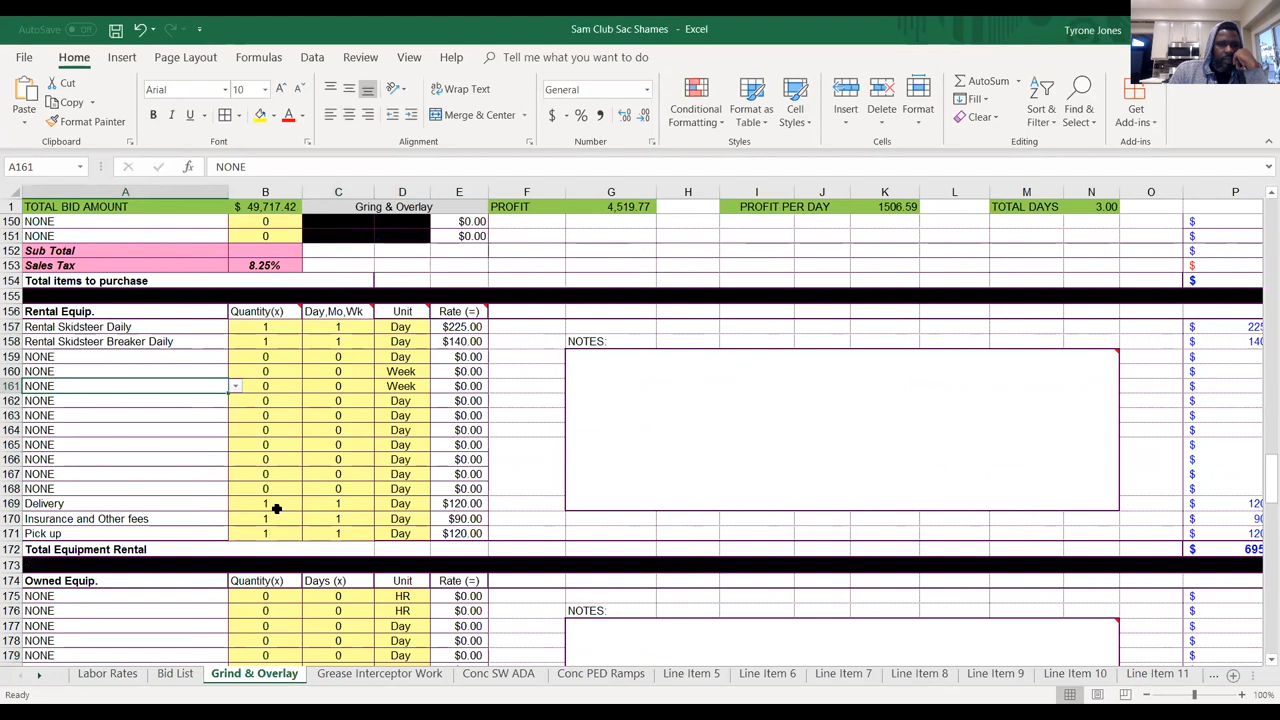 AutoSave Off Sam Club Sac Shames - Excel Tyrone Jones
File Home Insert Page Layout Formulas Data Review View Help Tell me what you want to do
Paste Cut Copy Format Painter Clipboard
Arial 10 A A B I U A Font
Wrap Text Merge & Center Alignment
General $ % Number
Conditional Formatting Format as Table Cell Styles Styles
Insert Delete Format Cells
AutoSum Fill Clear Sort & Filter Find & Select Editing
Get Add-ins Add-ins
A161 fx NONE
A B C D E F G H I J K L M N O P
1 TOTAL BID AMOUNT $ 49,717.42 Gring & Overlay PROFIT 4,519.77 PROFIT PER DAY 1506.59 TOTAL DAYS 3.00
150 NONE 0 $0.00 $
151 NONE 0 $0.00 $
152 Sub Total $
153 Sales Tax 8.25% $
154 Total items to purchase $
155
156 Rental Equip. Quantity(x) Day,Mo,Wk Unit Rate (=)
157 Rental Skidsteer Daily 1 1 Day $225.00 $ 225
158 Rental Skidsteer Breaker Daily 1 1 Day $140.00 NOTES: $ 140
159 NONE 0 0 Day $0.00 $
160 NONE 0 0 Week $0.00 $
161 NONE 0 0 Week $0.00 $
162 NONE 0 0 Day $0.00 $
163 NONE 0 0 Day $0.00 $
164 NONE 0 0 Day $0.00 $
165 NONE 0 0 Day $0.00 $
166 NONE 0 0 Day $0.00 $
167 NONE 0 0 Day $0.00 $
168 NONE 0 0 Day $0.00 $
169 Delivery 1 1 Day $120.00 $ 120
170 Insurance and Other fees 1 1 Day $90.00 $ 90
171 Pick up 1 1 Day $120.00 $ 120
172 Total Equipment Rental $ 695
173
174 Owned Equip. Quantity(x) Days (x) Unit Rate (=)
175 NONE 0 0 HR $0.00 $
176 NONE 0 0 HR $0.00 NOTES: $
177 NONE 0 0 Day $0.00 $
178 NONE 0 0 Day $0.00 $
179 NONE 0 0 Day $0.00 $
Labor Rates Bid List Grind & Overlay Grease Interceptor Work Conc SW ADA Conc PED Ramps Line Item 5 Line Item 6 Line Item 7 Line Item 8 Line Item 9 Line Item 10 Line Item 11 ...
Ready 100%